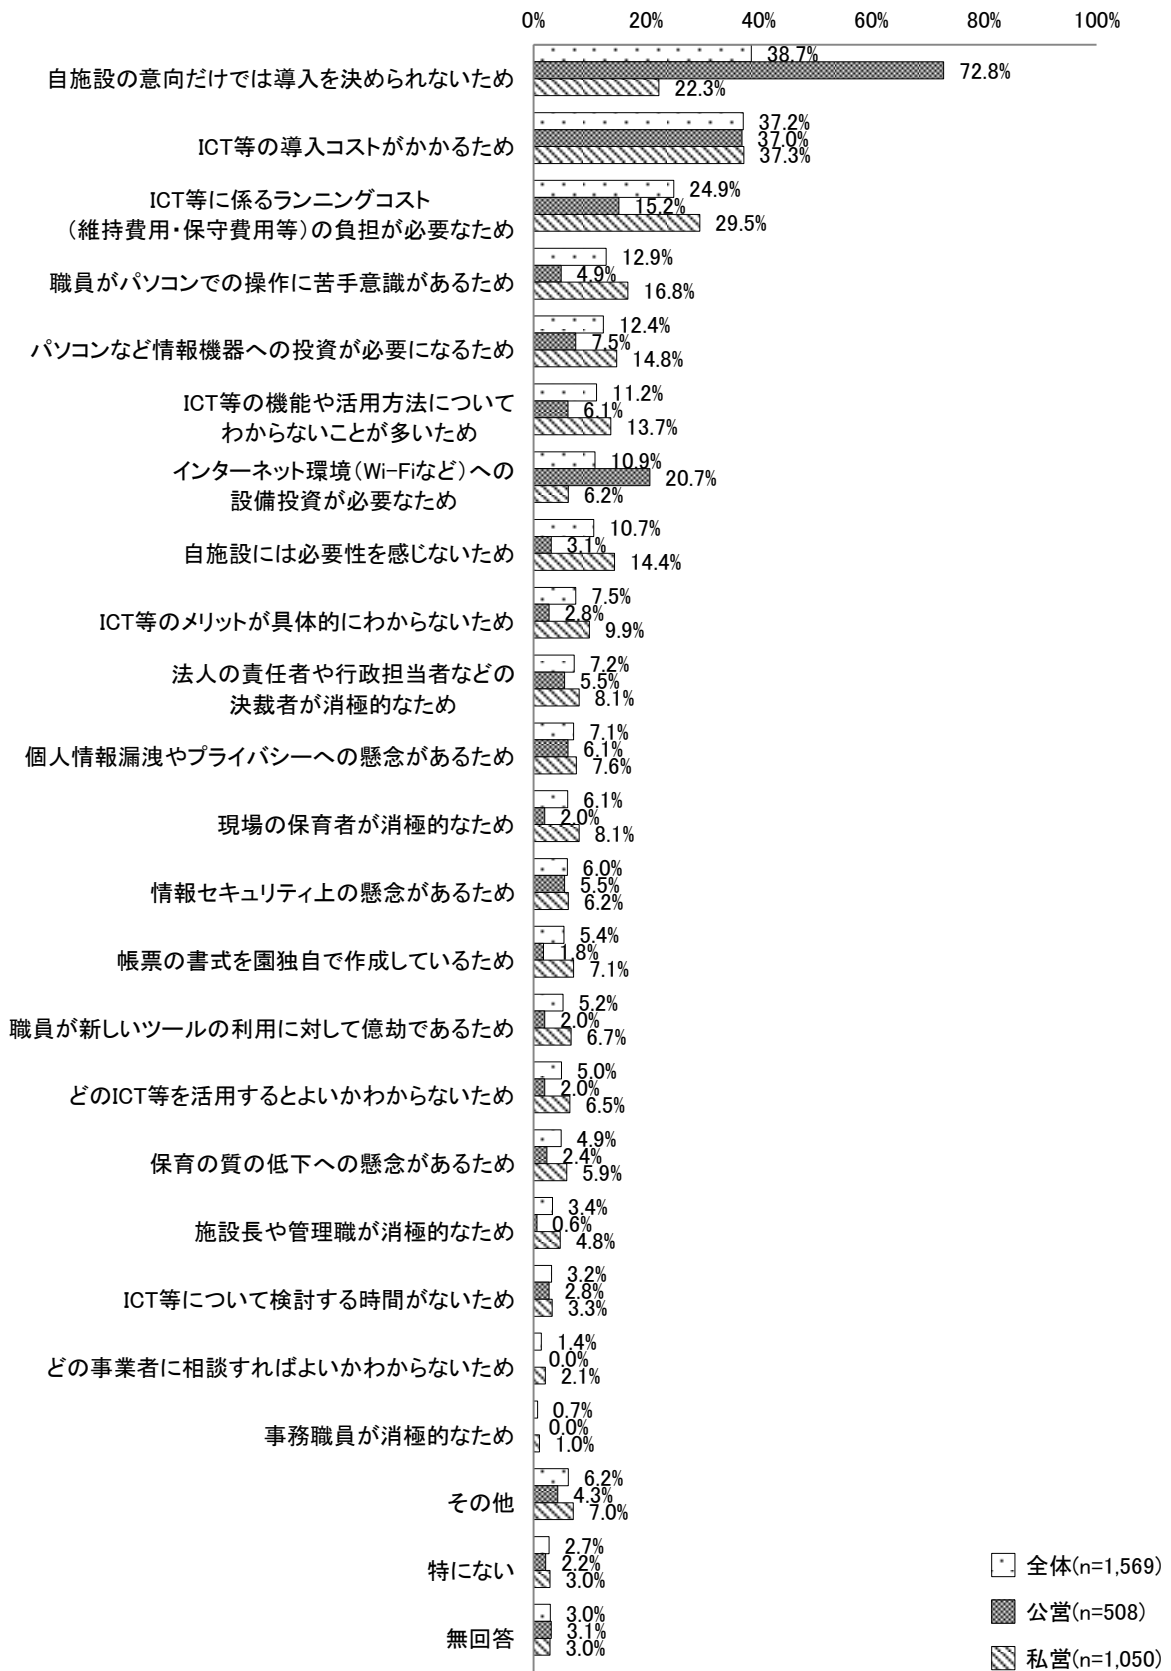 0% 20% 40% 60% 80% 100%
自施設の意向だけでは導入を決められないため
38.7%
72.8%
22.3%
ICT等の導入コストがかかるため
37.2%
37.0%
37.3%
ICT等に係るランニングコスト
（維持費用・保守費用等）の負担が必要なため
24.9%
15.2%
29.5%
職員がパソコンでの操作に苦手意識があるため
12.9%
4.9%
16.8%
パソコンなど情報機器への投資が必要になるため
12.4%
7.5%
14.8%
ICT等の機能や活用方法について
わからないことが多いため
11.2%
6.1%
13.7%
インターネット環境（Wi-Fiなど）への
設備投資が必要なため
10.9%
20.7%
6.2%
自施設には必要性を感じないため
10.7%
3.1%
14.4%
ICT等のメリットが具体的にわからないため
7.5%
2.8%
9.9%
法人の責任者や行政担当者などの
決裁者が消極的なため
7.2%
5.5%
8.1%
個人情報漏洩やプライバシーへの懸念があるため
7.1%
6.1%
7.6%
現場の保育者が消極的なため
6.1%
2.0%
8.1%
情報セキュリティ上の懸念があるため
6.0%
5.5%
6.2%
帳票の書式を園独自で作成しているため
5.4%
1.8%
7.1%
職員が新しいツールの利用に対して億劫であるため
5.2%
2.0%
6.7%
どのICT等を活用するとよいかわからないため
5.0%
2.0%
6.5%
保育の質の低下への懸念があるため
4.9%
2.4%
5.9%
施設長や管理職が消極的なため
3.4%
0.6%
4.8%
ICT等について検討する時間がないため
3.2%
2.8%
3.3%
どの事業者に相談すればよいかわからないため
1.4%
0.0%
2.1%
事務職員が消極的なため
0.7%
0.0%
1.0%
その他
6.2%
4.3%
7.0%
特にない
2.7%
2.2%
3.0%
無回答
3.0%
3.1%
3.0%
全体(n=1,569)
公営(n=508)
私営(n=1,050)